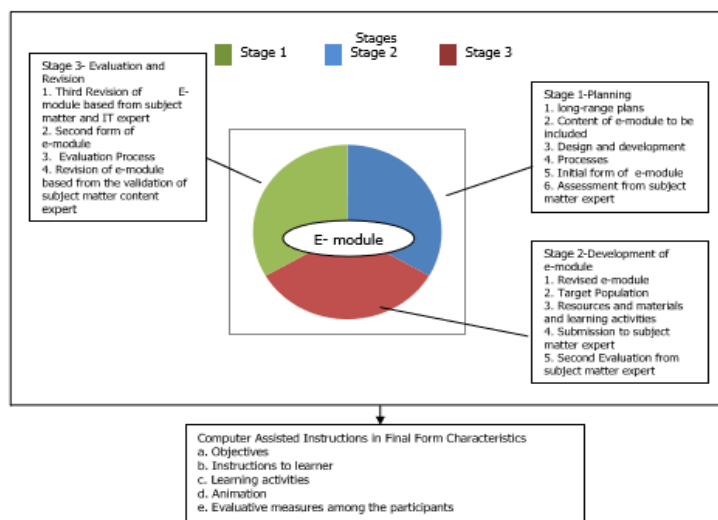 Stages
Stage 1
Stage 2
Stage 3
Stage 3- Evaluation and
Revision
1. Third Revision of E-
module based from subject
matter and IT expert
2. Second form of
e-module
3. Evaluation Process
4. Revision of e-module
based from the validation of
subject matter content
expert
Stage 1-Planning
1. long-range plans
2. Content of e-module to be
included
3. Design and development
4. Processes
5. Initial form of e-module
6. Assessment from subject
matter expert
E- module
Stage 2-Development of
e-module
1. Revised e-module
2. Target Population
3. Resources and materials
and learning activities
4. Submission to subject
matter expert
5. Second Evaluation from
subject matter expert
Computer Assisted Instructions in Final Form Characteristics
a. Objectives
b. Instructions to learner
c. Learning activities
d. Animation
e. Evaluative measures among the participants